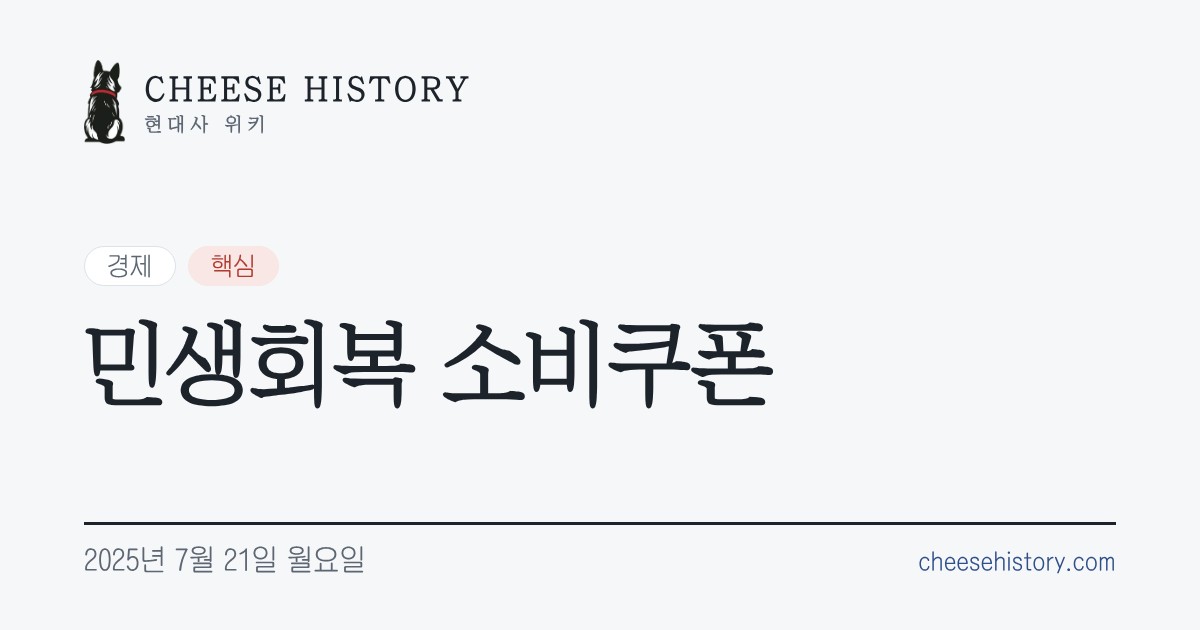 CHEESE HISTORY
현대사 위키
경제 핵심
민생회복 소비쿠폰
2025년 7월 21일 월요일
cheesehistory.com